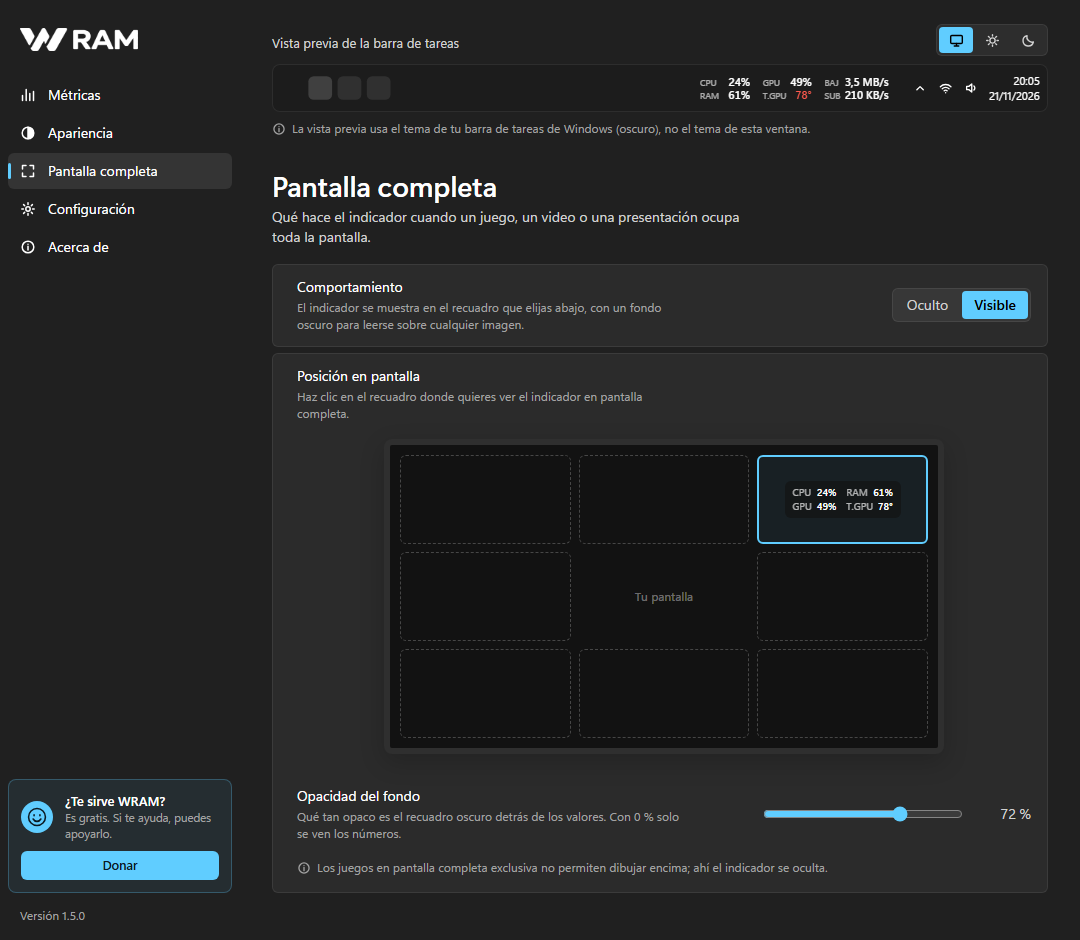 W RAM
Métricas
Apariencia
Pantalla completa
Configuración
Acerca de
¿Te sirve WRAM?
Es gratis. Si te ayuda, puedes
apoyarlo.
Donar
Versión 1.5.0
Vista previa de la barra de tareas
CPU 24% GPU 49% BAJ 3,5 MB/s
RAM 61% T.GPU 78° SUB 210 KB/s
20:05
21/11/2026
La vista previa usa el tema de tu barra de tareas de Windows (oscuro), no el tema de esta ventana.
Pantalla completa
Qué hace el indicador cuando un juego, un video o una presentación ocupa
toda la pantalla.
Comportamiento
El indicador se muestra en el recuadro que elijas abajo, con un fondo
oscuro para leerse sobre cualquier imagen.
Oculto Visible
Posición en pantalla
Haz clic en el recuadro donde quieres ver el indicador en pantalla
completa.
CPU 24% RAM 61%
GPU 49% T.GPU 78°
Tu pantalla
Opacidad del fondo
Qué tan opaco es el recuadro oscuro detrás de los valores. Con 0 % solo
se ven los números.
72 %
Los juegos en pantalla completa exclusiva no permiten dibujar encima; ahí el indicador se oculta.